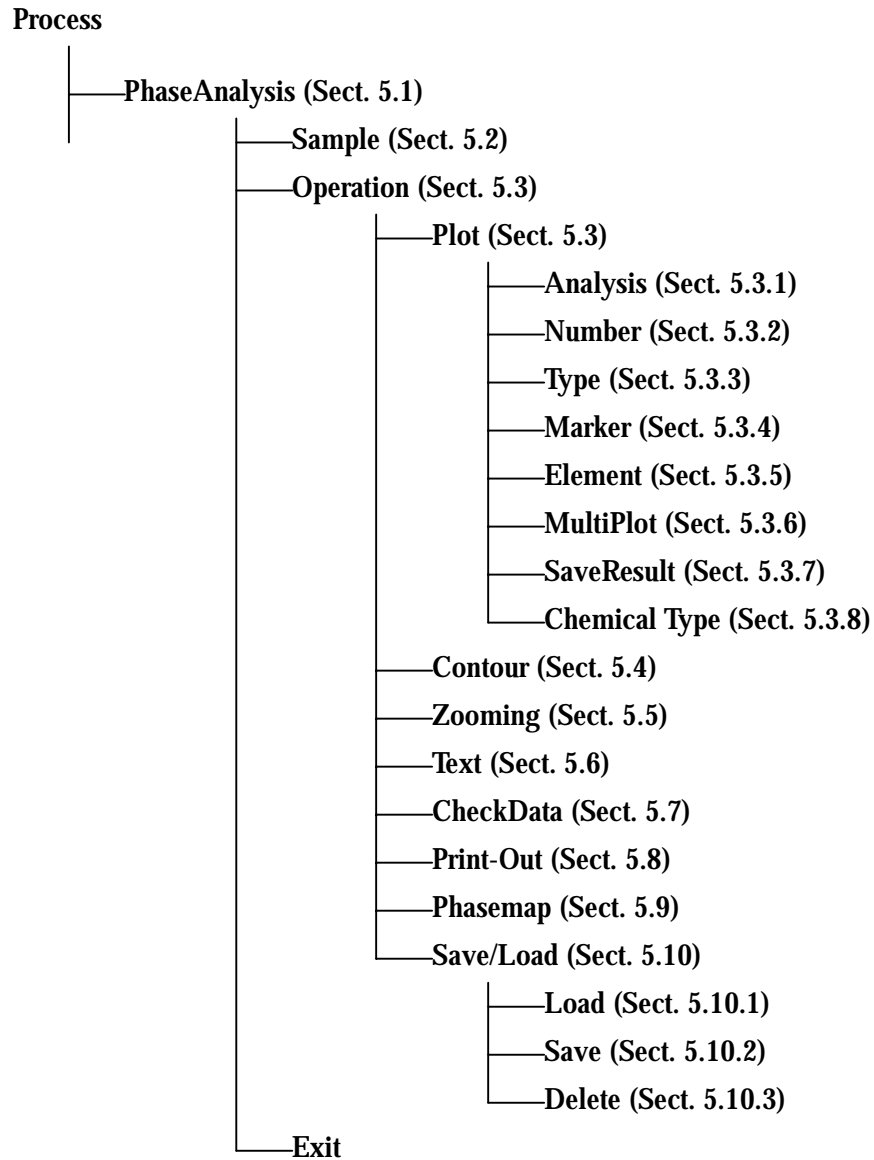 Process
PhaseAnalysis (Sect. 5.1)
Sample (Sect. 5.2)
Operation (Sect. 5.3)
Plot (Sect. 5.3)
Analysis (Sect. 5.3.1)
Number (Sect. 5.3.2)
Type (Sect. 5.3.3)
Marker (Sect. 5.3.4)
Element (Sect. 5.3.5)
MultiPlot (Sect. 5.3.6)
SaveResult (Sect. 5.3.7)
Chemical Type (Sect. 5.3.8)
Contour (Sect. 5.4)
Zooming (Sect. 5.5)
Text (Sect. 5.6)
CheckData (Sect. 5.7)
Print-Out (Sect. 5.8)
Phasemap (Sect. 5.9)
Save/Load (Sect. 5.10)
Load (Sect. 5.10.1)
Save (Sect. 5.10.2)
Delete (Sect. 5.10.3)
Exit